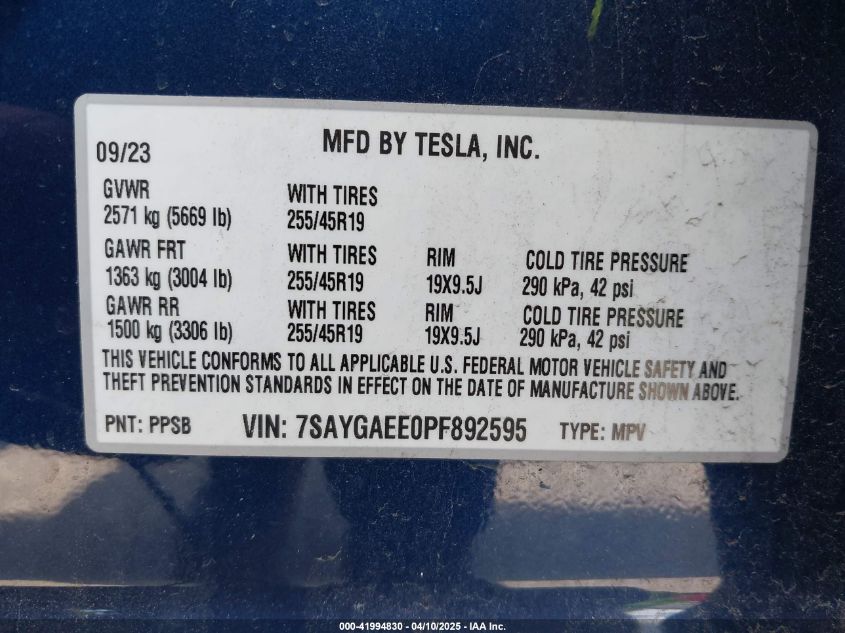 MFD BY TESLA, INC.
09/23
GVWR WITH TIRES
2571 kg (5669 lb) 255/45R19
GAWR FRT WITH TIRES RIM COLD TIRE PRESSURE
1363 kg (3004 lb) 255/45R19 19X9.5J 290 kPa, 42 psi
GAWR RR WITH TIRES RIM COLD TIRE PRESSURE
1500 kg (3306 lb) 255/45R19 19X9.5J 290 kPa, 42 psi
THIS VEHICLE CONFORMS TO ALL APPLICABLE U.S. FEDERAL MOTOR VEHICLE SAFETY AND
THEFT PREVENTION STANDARDS IN EFFECT ON THE DATE OF MANUFACTURE SHOWN ABOVE.
PNT: PPSB VIN: 7SAYGAEE0PF892595 TYPE: MPV
000-41994830 - 04/10/2025 - IAA Inc.